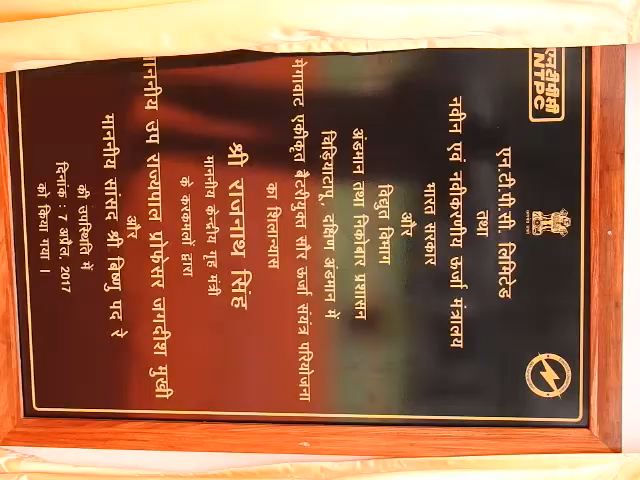 एनटीपीसी
NTPC
एन.टी.पी.सी. लिमिटेड
तथा
नवीन एवं नवीकरणीय ऊर्जा मंत्रालय
भारत सरकार
और
विद्युत विभाग
अंडमान तथा निकोबार प्रशासन
चिड़ियाटापू, दक्षिण अंडमान में
मेगावाट एकीकृत बैटरीयुक्त सौर ऊर्जा संयंत्र परियोजना
का शिलान्यास
श्री राजनाथ सिंह
माननीय केन्द्रीय गृह मंत्री
के करकमलों द्वारा
माननीय उप राज्यपाल प्रोफेसर जगदीश मुखी
और
माननीय सांसद श्री बिष्णु पद रे
की उपस्थिति में
दिनांक : 7 अप्रैल 2017
को किया गया ।